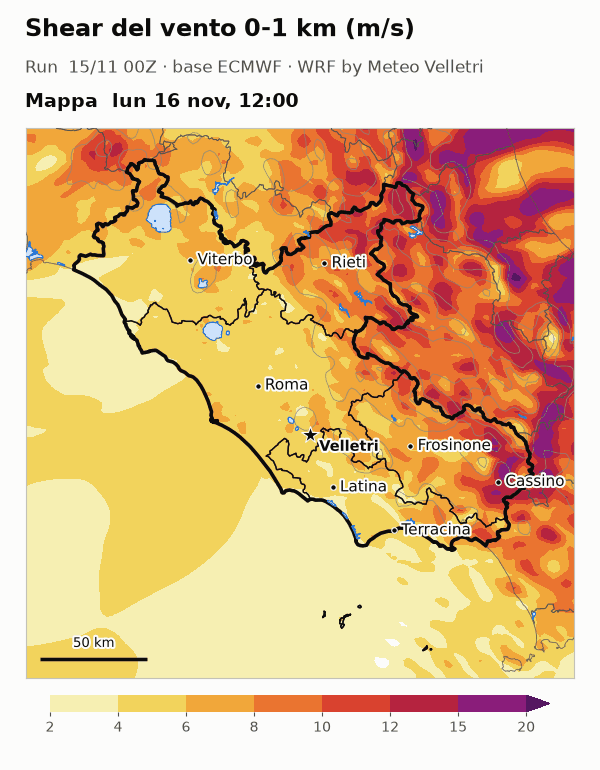 Shear del vento 0-1 km (m/s)
Run  15/11 00Z · base ECMWF · WRF by Meteo Velletri
Mappa  lun 16 nov, 12:00
Viterbo
Rieti
Roma
Velletri
Frosinone
Cassino
Latina
Terracina
50 km
2 4 6 8 10 12 15 20